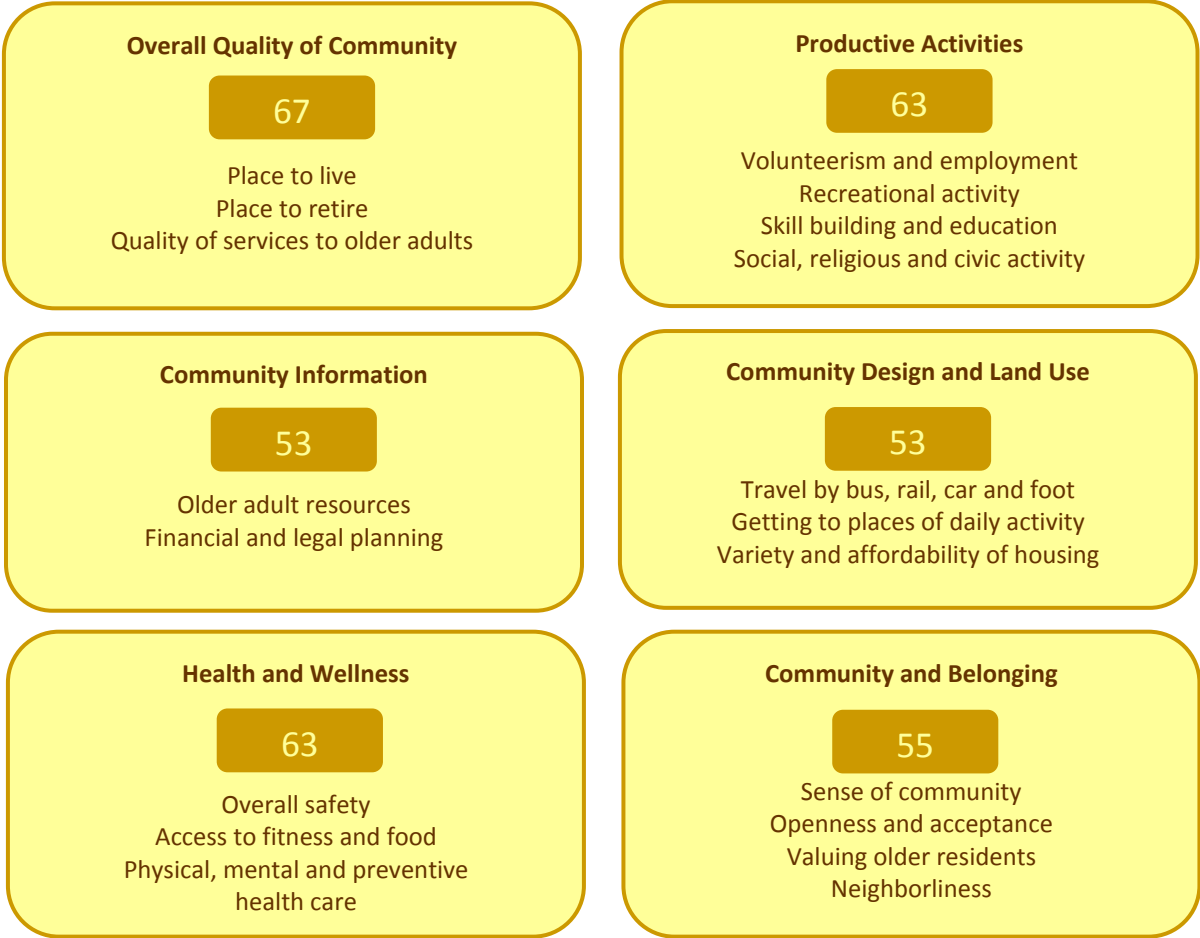 Overall Quality of Community
67
Place to live
Place to retire
Quality of services to older adults
Productive Activities
63
Volunteerism and employment
Recreational activity
Skill building and education
Social, religious and civic activity
Community Information
53
Older adult resources
Financial and legal planning
Community Design and Land Use
53
Travel by bus, rail, car and foot
Getting to places of daily activity
Variety and affordability of housing
Health and Wellness
63
Overall safety
Access to fitness and food
Physical, mental and preventive
health care
Community and Belonging
55
Sense of community
Openness and acceptance
Valuing older residents
Neighborliness